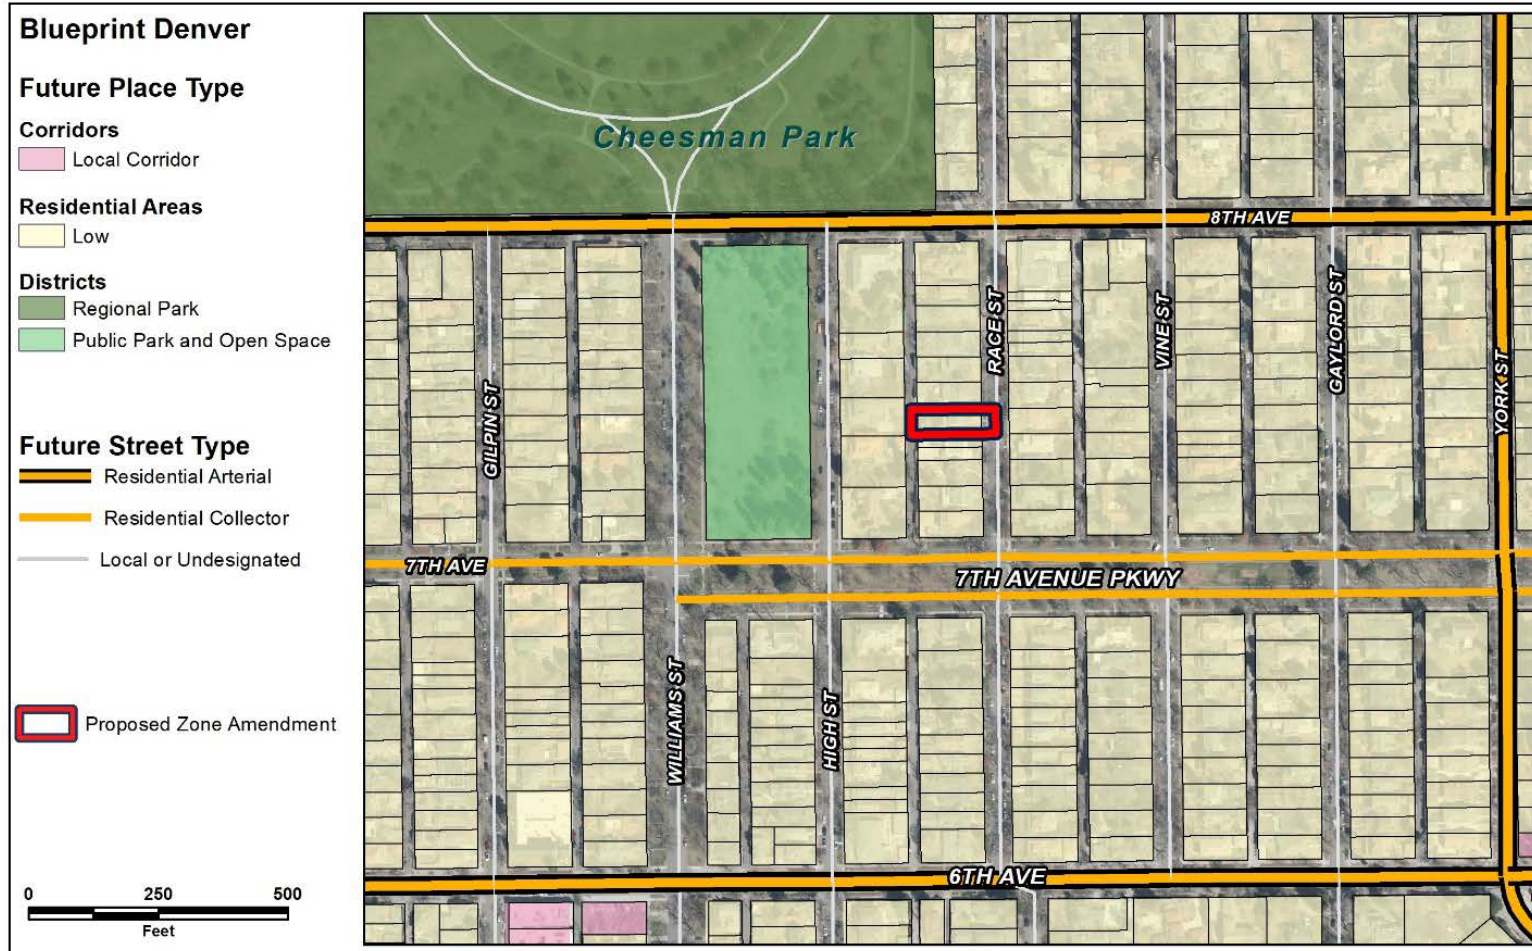 Blueprint Denver
Future Place Type
Corridors
Local Corridor
Residential Areas
Low
Districts
Regional Park
Public Park and Open Space
Future Street Type
Residential Arterial
Residential Collector
Local or Undesignated
Proposed Zone Amendment
0 250 500
Feet
Cheesman Park
8TH AVE
GILPIN ST
RACE ST
VINE ST
GAYLORD ST
YORK ST
7TH AVE
7TH AVENUE PKWY
WILLIAMS ST
HIGH ST
6TH AVE